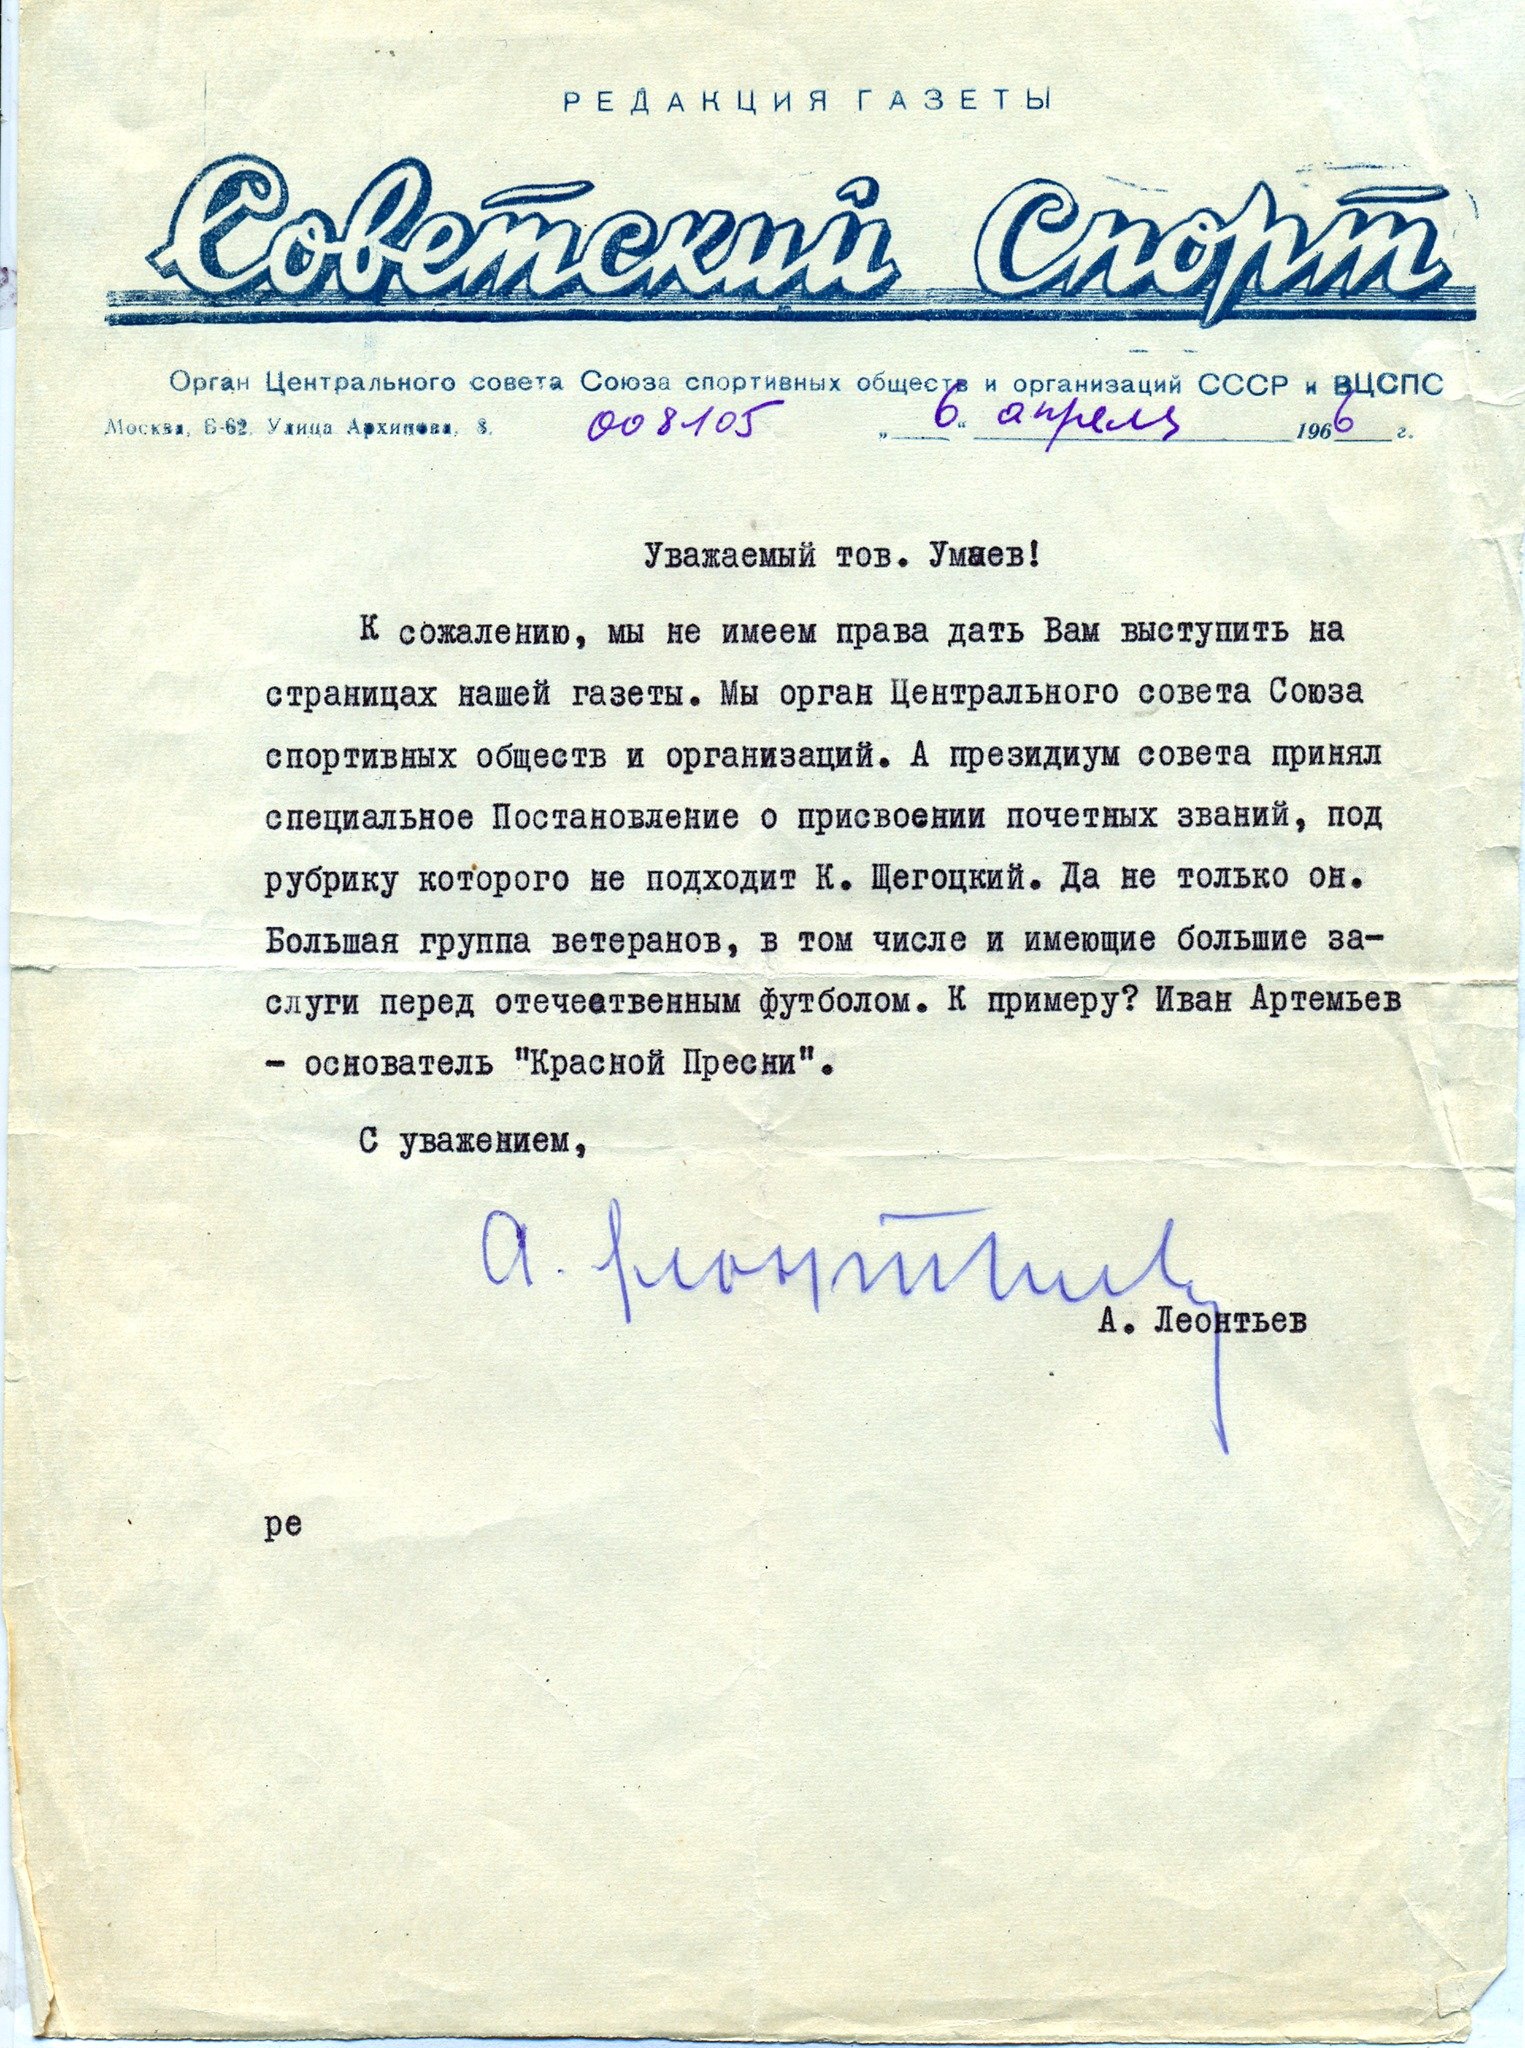 РЕДАКЦИЯ ГАЗЕТЫ
Советский Спорт
Орган Центрального совета Союза спортивных обществ и организаций СССР и ВЦСПС
Москва, Б-62. Улица Архипова, 8. 008105 „6“ апреля 1966 г.
Уважаемый тов. Умаев!
К сожалению, мы не имеем права дать Вам выступить на
страницах нашей газеты. Мы орган Центрального совета Союза
спортивных обществ и организаций. А президиум совета принял
специальное Постановление о присвоении почетных званий, под
рубрику которого не подходит К. Щегоцкий. Да не только он.
Большая группа ветеранов, в том числе и имеющие большие за-
слуги перед отечественным футболом. К примеру? Иван Артемьев
- основатель "Красной Пресни".
С уважением,
А. Леонтьев
А. Леонтьев
ре